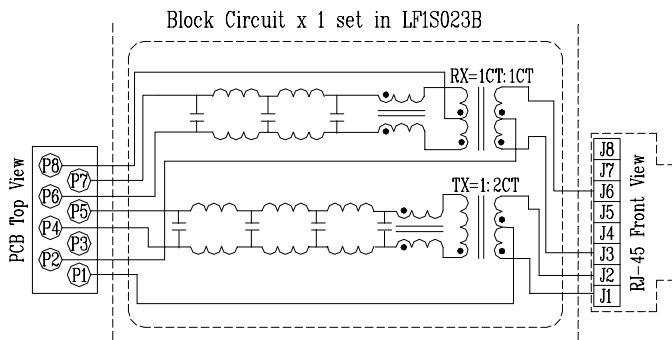 Block Circuit x 1 set in LF1S023B
RX=1CT:1CT
TX=1:2CT
PCB Top View
P8
P7
P6
P5
P4
P3
P2
P1
J8
J7
J6
J5
J4
J3
J2
J1
RJ-45 Front View